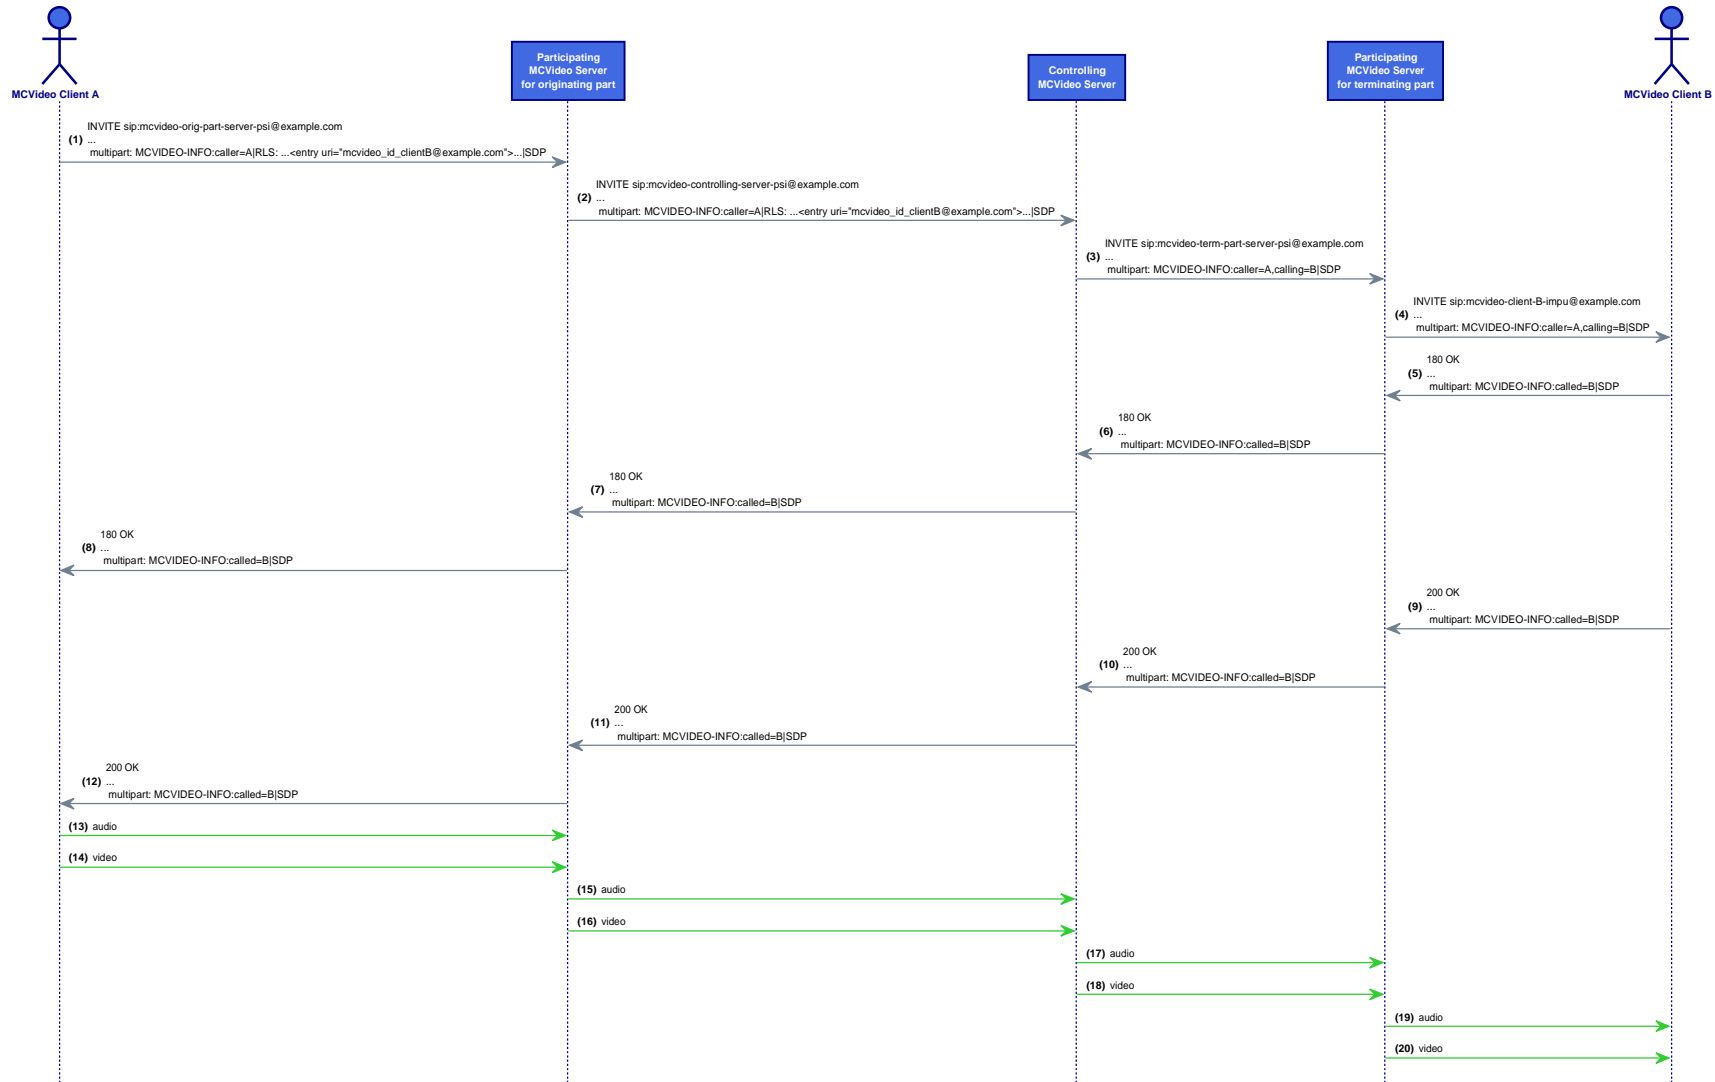 MCVideo Client A
Participating
MCVideo Server
for originating part
Controlling
MCVideo Server
Participating
MCVideo Server
for terminating part
MCVideo Client B
INVITE sip:mcvideo-orig-part-server-psi@example.com
(1) ...
multipart: MCVIDEO-INFO:caller=A|RLS: ...<entry uri="mcvideo_id_clientB@example.com">...|SDP
INVITE sip:mcvideo-controlling-server-psi@example.com
(2) ...
multipart: MCVIDEO-INFO:caller=A|RLS: ...<entry uri="mcvideo_id_clientB@example.com">...|SDP
INVITE sip:mcvideo-term-part-server-psi@example.com
(3) ...
multipart: MCVIDEO-INFO:caller=A,calling=B|SDP
INVITE sip:mcvideo-client-B-impu@example.com
(4) ...
multipart: MCVIDEO-INFO:caller=A,calling=B|SDP
180 OK
(5) ...
multipart: MCVIDEO-INFO:called=B|SDP
180 OK
(6) ...
multipart: MCVIDEO-INFO:called=B|SDP
180 OK
(7) ...
multipart: MCVIDEO-INFO:called=B|SDP
180 OK
(8) ...
multipart: MCVIDEO-INFO:called=B|SDP
200 OK
(9) ...
multipart: MCVIDEO-INFO:called=B|SDP
200 OK
(10) ...
multipart: MCVIDEO-INFO:called=B|SDP
200 OK
(11) ...
multipart: MCVIDEO-INFO:called=B|SDP
200 OK
(12) ...
multipart: MCVIDEO-INFO:called=B|SDP
(13) audio
(14) video
(15) audio
(16) video
(17) audio
(18) video
(19) audio
(20) video